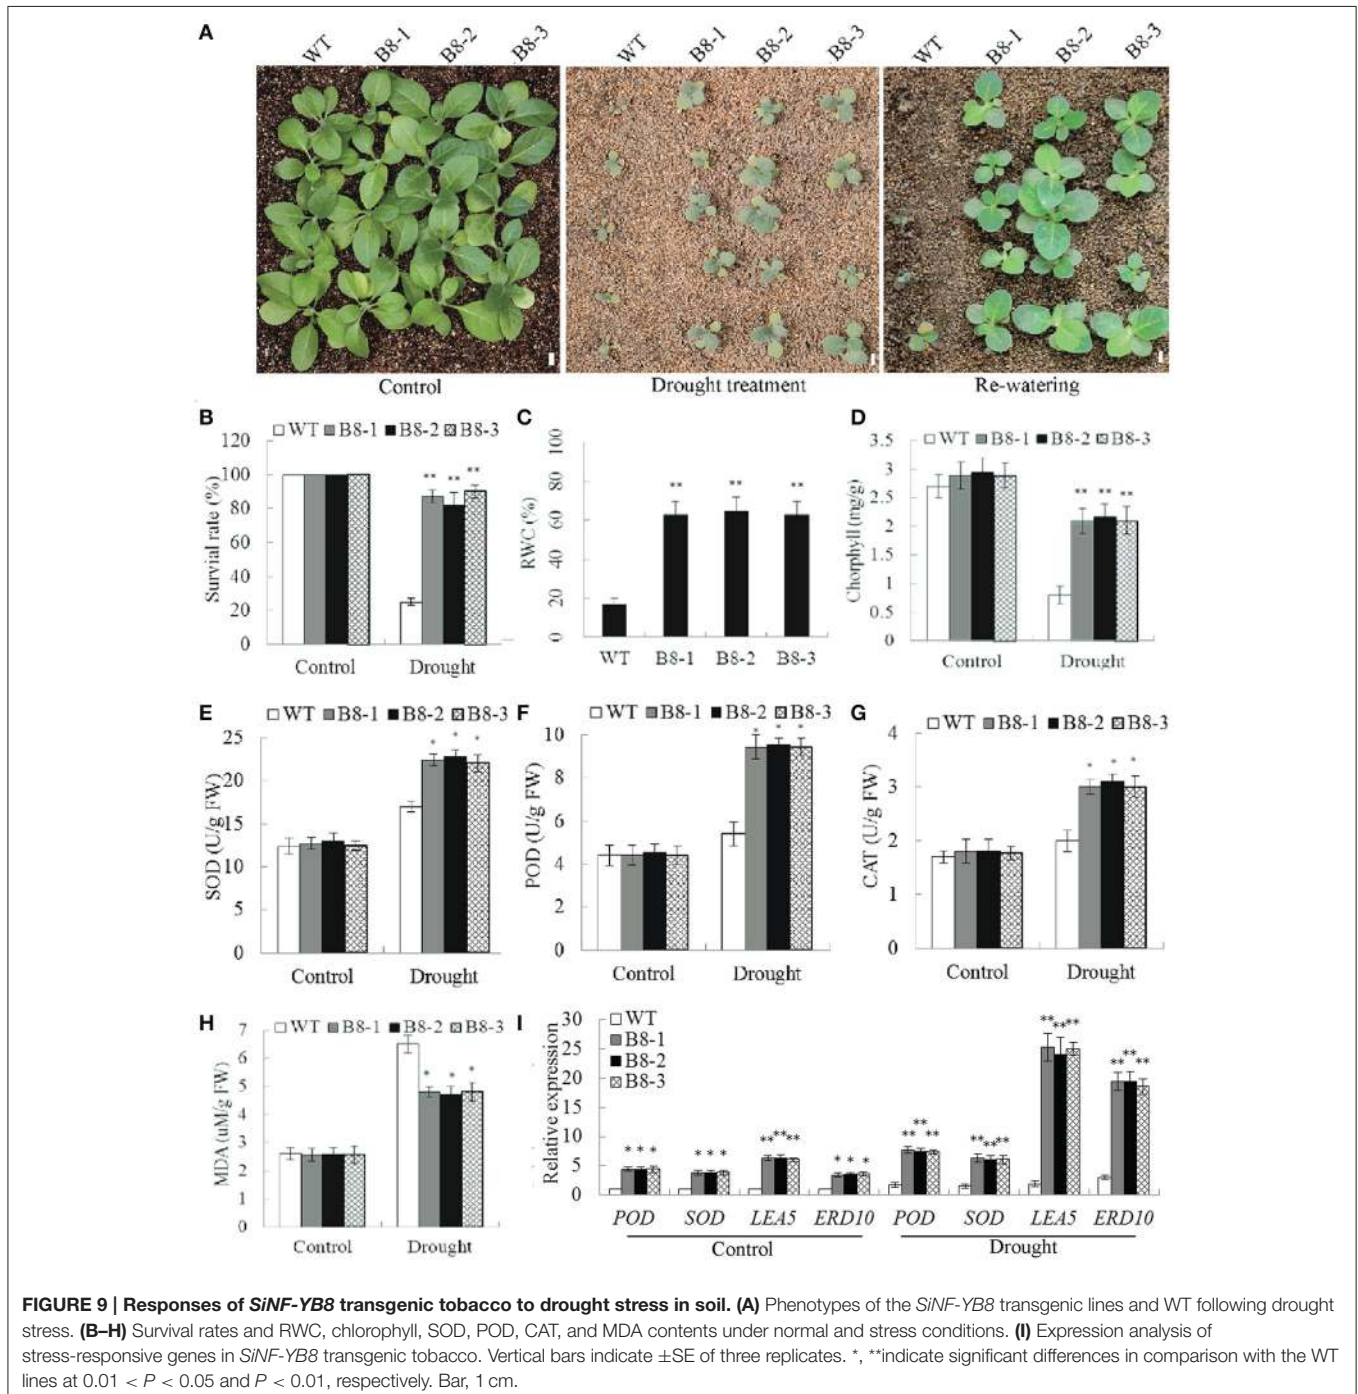 A
WT B8-1 B8-2 B8-3 WT B8-1 B8-2 B8-3 WT B8-1 B8-2 B8-3
Control Drought treatment Re-watering
B
WT B8-1 B8-2 B8-3
Survrial rate (%)
120
100
80
60
40
20
0
** ** **
Control Drought
C
RWC (%)
100
80
60
40
20
0
** ** **
WT B8-1 B8-2 B8-3
D
WT B8-1 B8-2 B8-3
Chorphyll (mg/g)
3.5
3
2.5
2
1.5
1
0.5
0
** ** **
Control Drought
E
WT B8-1 B8-2 B8-3
SOD (U/g FW)
25
20
15
10
5
0
* * *
Control Drought
F
WT B8-1 B8-2 B8-3
POD (U/g FW)
10
8
6
4
2
0
* * *
Control Drought
G
WT B8-1 B8-2 B8-3
CAT (U/g FW)
4
3
2
1
0
* * *
Control Drought
H
WT B8-1 B8-2 B8-3
MDA (uM/g FW)
7
6
5
4
3
2
1
0
* * *
Control Drought
I
WT
B8-1
B8-2
B8-3
Relative expression
30
25
20
15
10
5
0
* * * * * * ** ** ** * * * ** ** ** ** ** ** ** ** ** ** ** **
POD SOD LEA5 ERD10 POD SOD LEA5 ERD10
Control Drought
FIGURE 9 | Responses of SiNF-YB8 transgenic tobacco to drought stress in soil. (A) Phenotypes of the SiNF-YB8 transgenic lines and WT following drought
stress. (B–H) Survival rates and RWC, chlorophyll, SOD, POD, CAT, and MDA contents under normal and stress conditions. (I) Expression analysis of
stress-responsive genes in SiNF-YB8 transgenic tobacco. Vertical bars indicate ±SE of three replicates. *, **indicate significant differences in comparison with the WT
lines at 0.01 < P < 0.05 and P < 0.01, respectively. Bar, 1 cm.